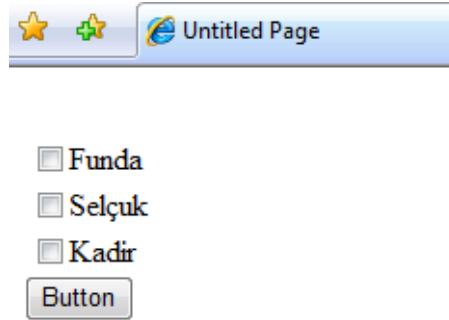 Untitled Page
Funda
Selçuk
Kadir
Button